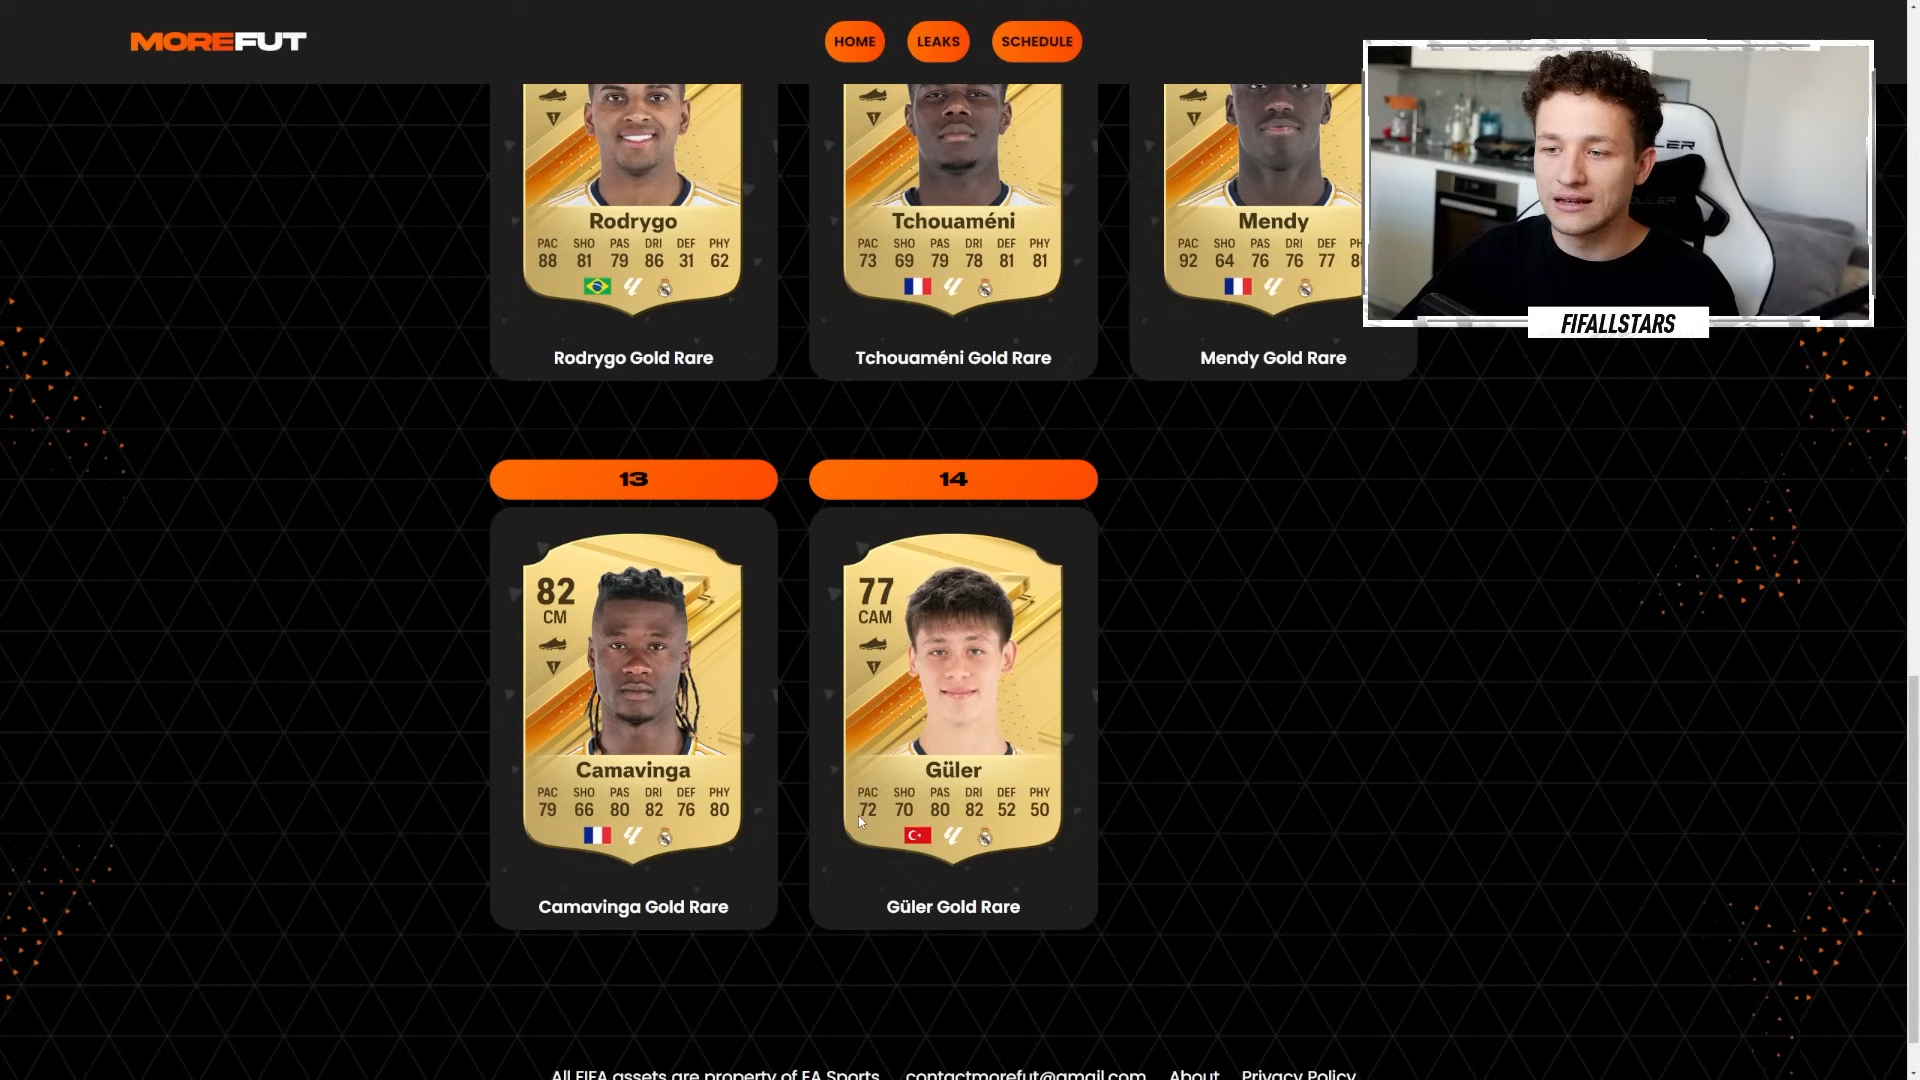 MOREFUT
HOME LEAKS SCHEDULE
Rodrygo
PAC SHO PAS DRI DEF PHY
88 81 79 86 31 62
Rodrygo Gold Rare
Tchouaméni
PAC SHO PAS DRI DEF PHY
73 69 79 78 81 81
Tchouaméni Gold Rare
Mendy
PAC SHO PAS DRI DEF
92 64 76 76 77
Mendy Gold Rare
FIFALLSTARS
13
82
CM
Camavinga
PAC SHO PAS DRI DEF PHY
79 66 80 82 76 80
Camavinga Gold Rare
14
77
CAM
Güler
PAC SHO PAS DRI DEF PHY
72 70 80 82 52 50
Güler Gold Rare
All FIFA assets are property of EA Sports contactmorefut@gmail.com About Privacy Policy